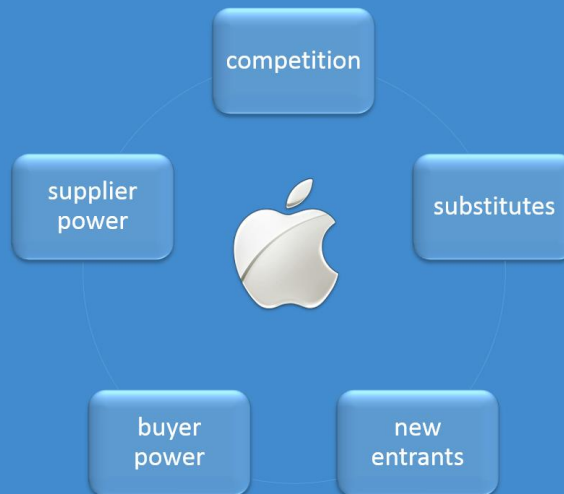 competition
substitutes
new
entrants
buyer
power
supplier
power